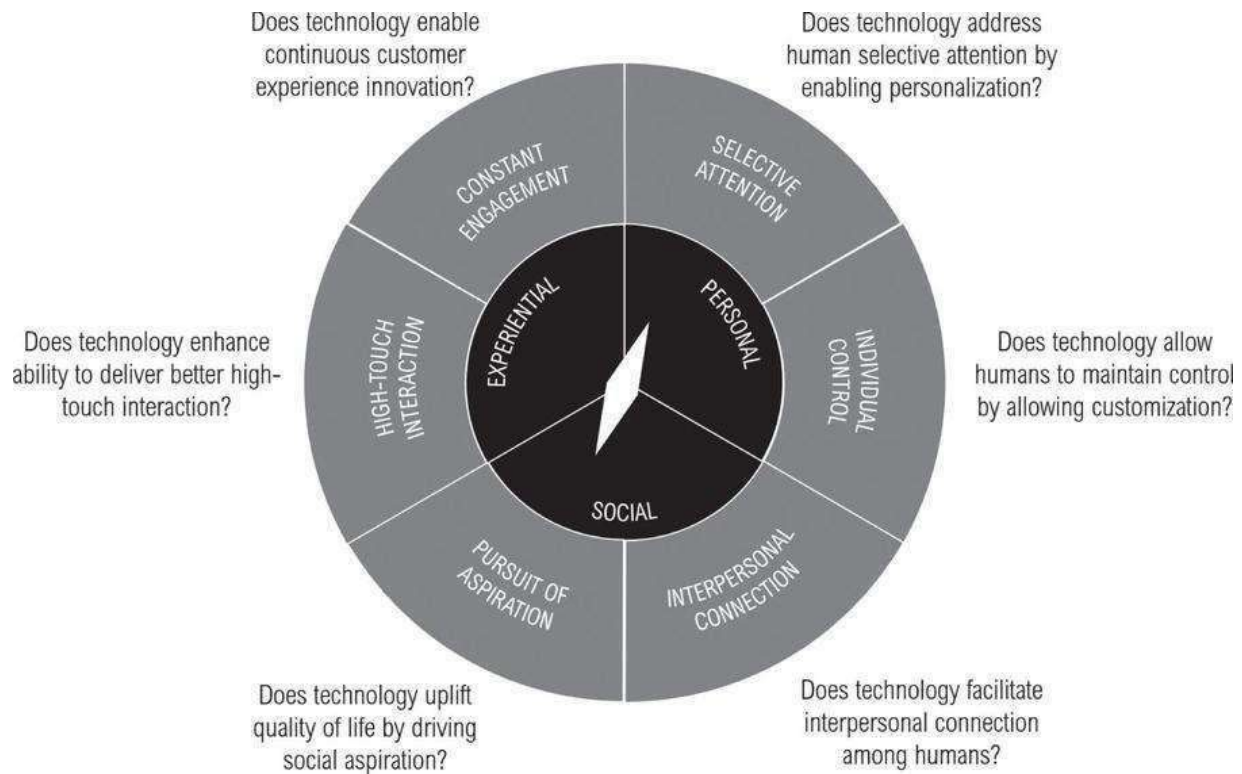 Does technology enable
continuous customer
experience innovation?
Does technology address
human selective attention by
enabling personalization?
CONSTANT
ENGAGEMENT
SELECTIVE
ATTENTION
EXPERIENTIAL
PERSONAL
Does technology enhance
ability to deliver better high-
touch interaction?
HIGH-TOUCH
INTERACTION
INDIVIDUAL
CONTROL
Does technology allow
humans to maintain control
by allowing customization?
SOCIAL
PURSUIT OF
ASPIRATION
INTERPERSONAL
CONNECTION
Does technology uplift
quality of life by driving
social aspiration?
Does technology facilitate
interpersonal connection
among humans?